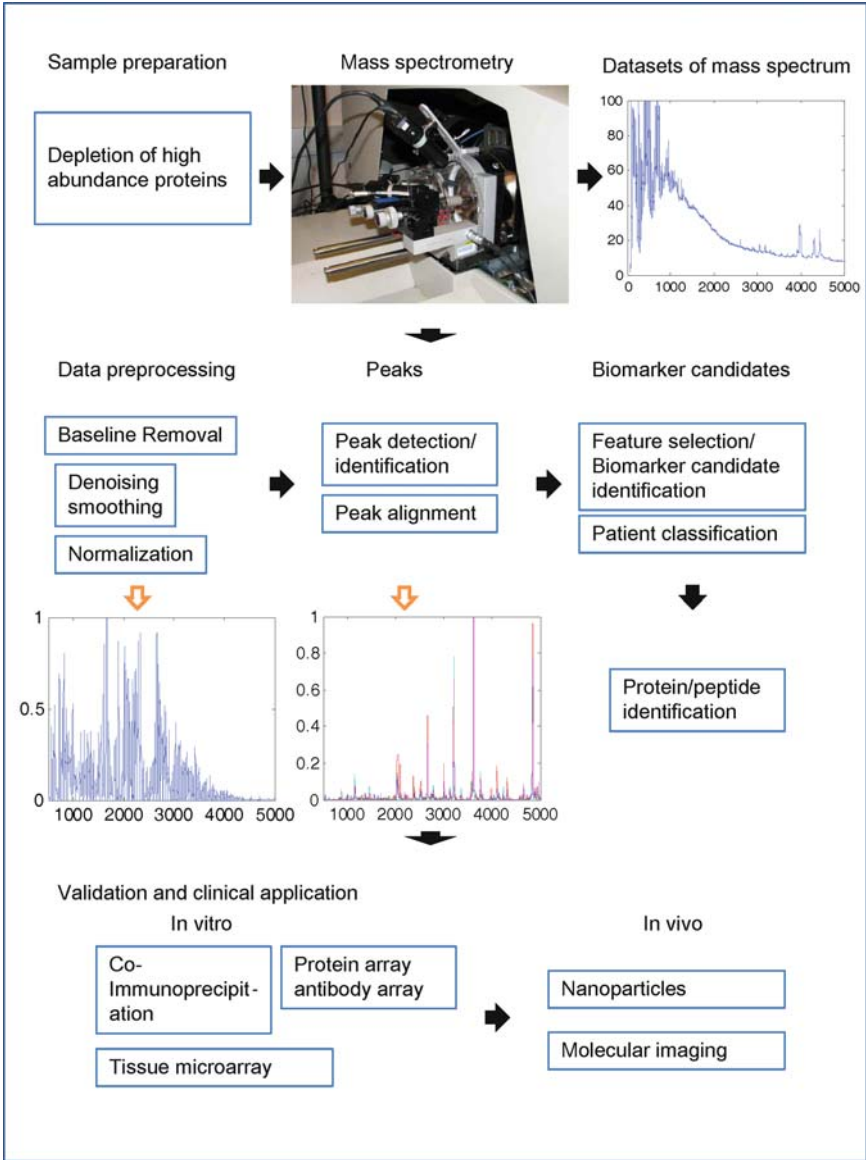 Sample preparation
Mass spectrometry
Datasets of mass spectrum
Depletion of high
abundance proteins
100
80
60
40
20
0
0 1000 2000 3000 4000 5000
Data preprocessing
Peaks
Biomarker candidates
Baseline Removal
Denoising
smoothing
Normalization
Peak detection/
identification
Peak alignment
Feature selection/
Biomarker candidate
identification
Patient classification
1
0.5
0
1000 2000 3000 4000 5000
1
0.8
0.6
0.4
0.2
0
1000 2000 3000 4000 5000
Protein/peptide
identification
Validation and clinical application
In vitro
In vivo
Co-
Immunoprecipit-
ation
Protein array
antibody array
Tissue microarray
Nanoparticles
Molecular imaging